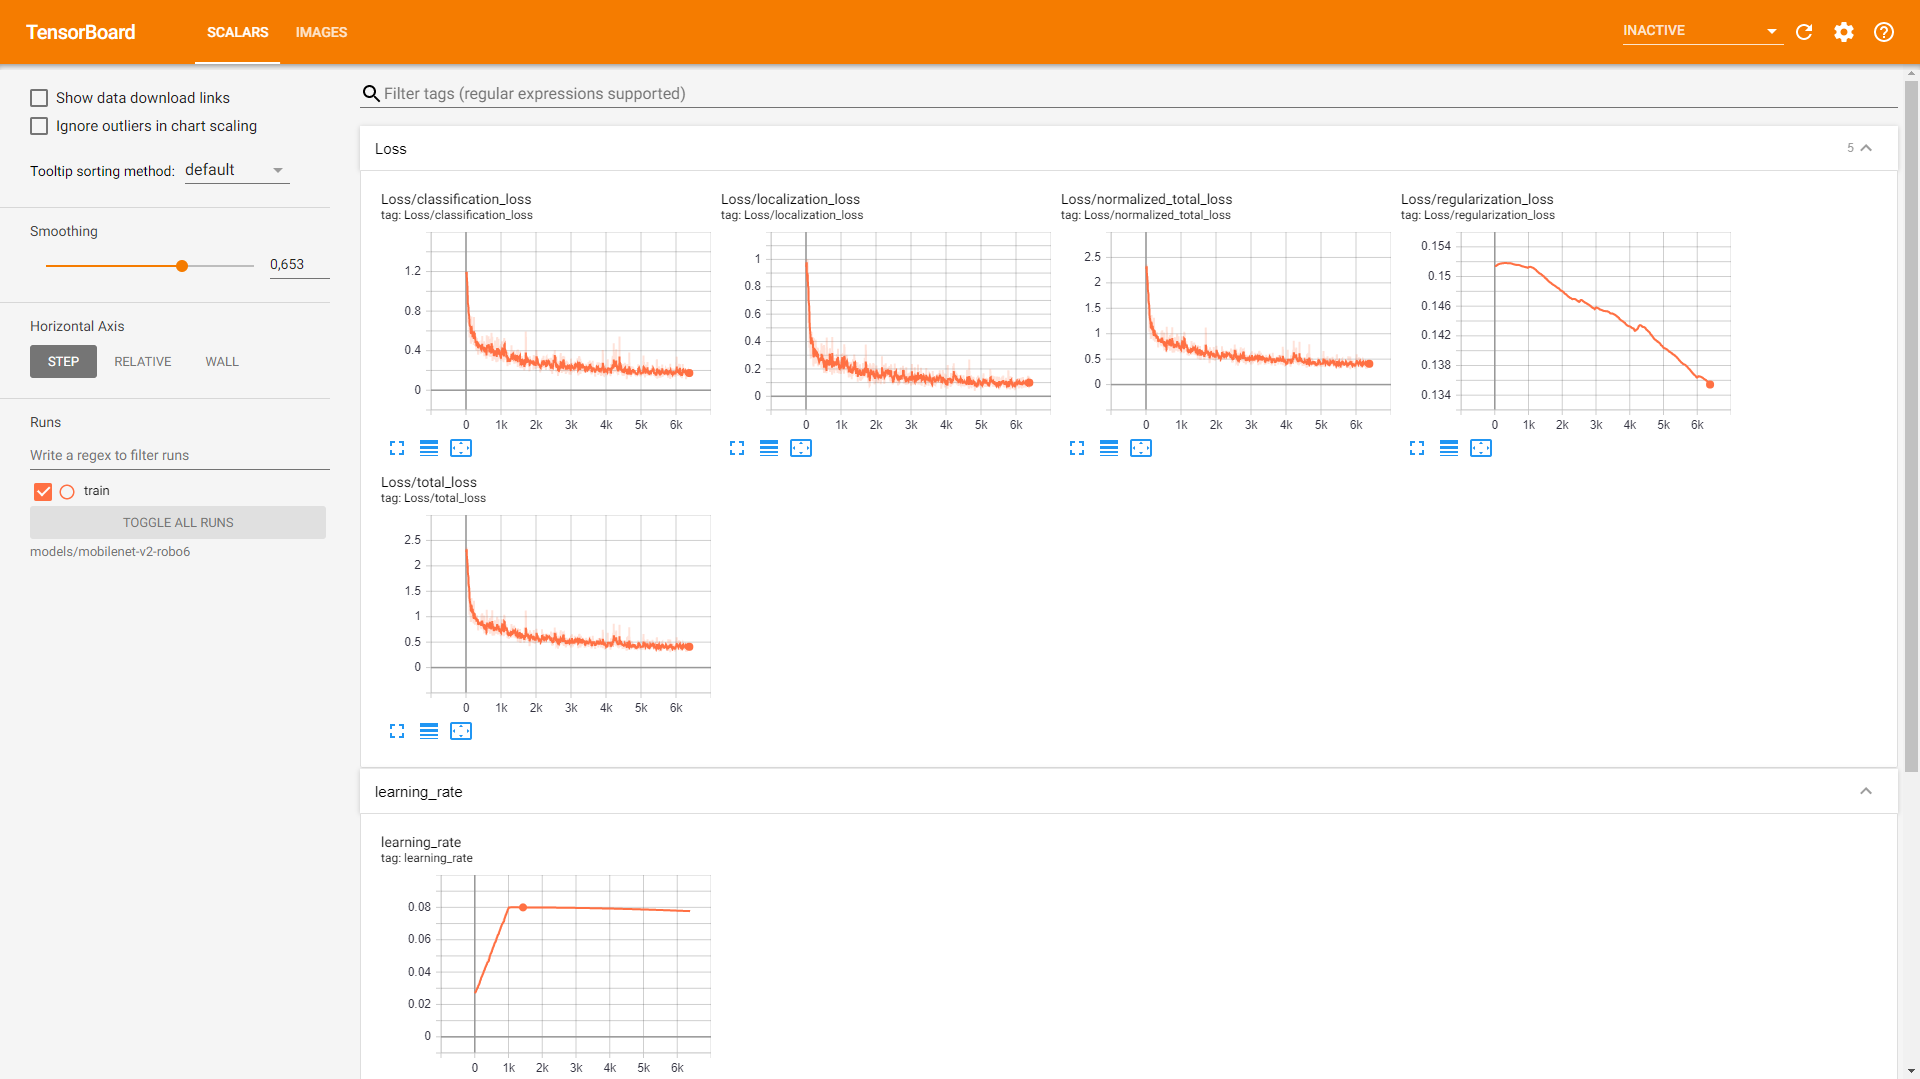 TensorBoard
SCALARS
IMAGES
INACTIVE
Show data download links
Ignore outliers in chart scaling
Tooltip sorting method: default
Smoothing
0,653
Horizontal Axis
STEP RELATIVE WALL
Runs
Write a regex to filter runs
train
TOGGLE ALL RUNS
models/mobilenet-v2-robo6
Filter tags (regular expressions supported)
Loss
5
Loss/classification_loss
tag: Loss/classification_loss
1.2
0.8
0.4
0
0 1k 2k 3k 4k 5k 6k
Loss/localization_loss
tag: Loss/localization_loss
1
0.8
0.6
0.4
0.2
0
0 1k 2k 3k 4k 5k 6k
Loss/normalized_total_loss
tag: Loss/normalized_total_loss
2.5
2
1.5
1
0.5
0
0 1k 2k 3k 4k 5k 6k
Loss/regularization_loss
tag: Loss/regularization_loss
0.154
0.15
0.146
0.142
0.138
0.134
0 1k 2k 3k 4k 5k 6k
Loss/total_loss
tag: Loss/total_loss
2.5
2
1.5
1
0.5
0
0 1k 2k 3k 4k 5k 6k
learning_rate
learning_rate
tag: learning_rate
0.08
0.06
0.04
0.02
0
0 1k 2k 3k 4k 5k 6k